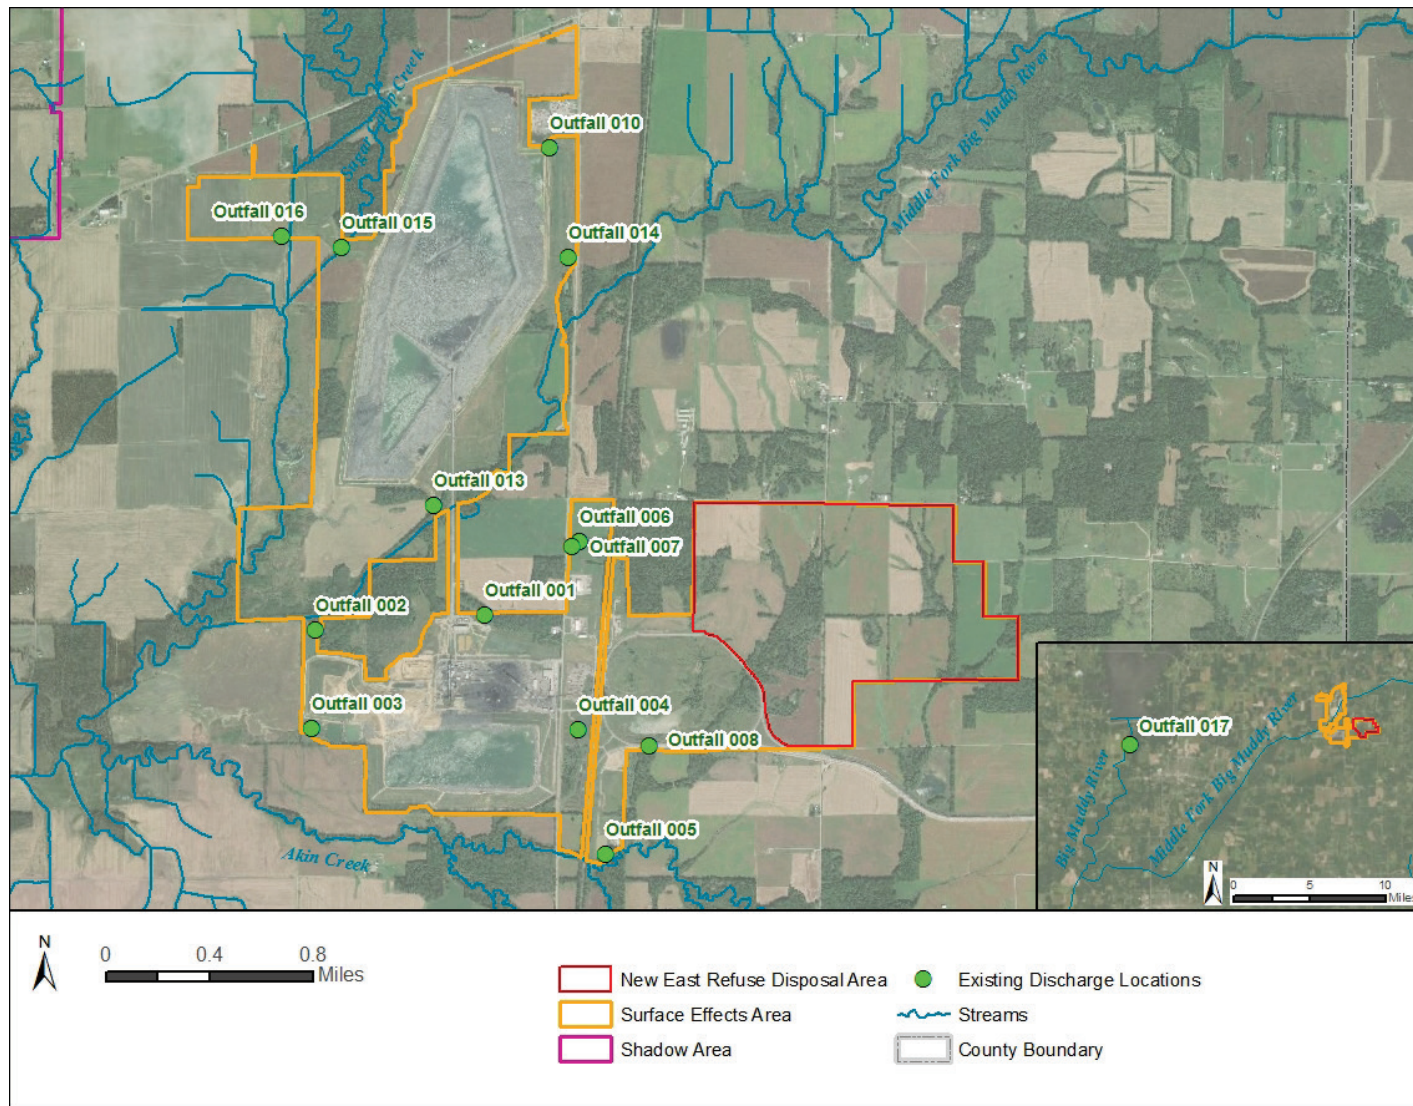 Outfall 010
Sugar Camp Creek
Middle Fork Big Muddy River
Outfall 016
Outfall 015
Outfall 014
Outfall 013
Outfall 006
Outfall 007
Outfall 001
Outfall 002
Outfall 003
Outfall 004
Outfall 008
Outfall 005
Akin Creek
Outfall 017
Big Muddy River
Middle Fork Big Muddy River
N
0 5 10
Miles
N
0 0.4 0.8
Miles
New East Refuse Disposal Area
Surface Effects Area
Shadow Area
Existing Discharge Locations
Streams
County Boundary